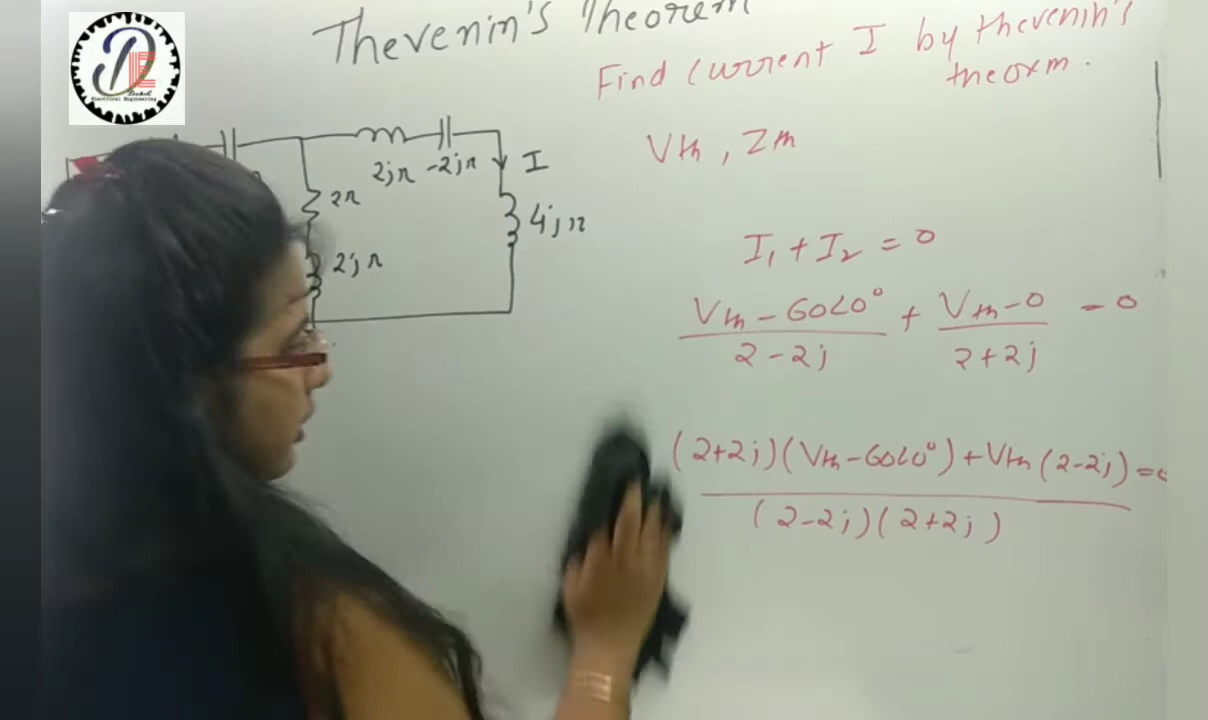 Thevenin's Theorem
Find current I by thevenin's
theorm.
Vth, Zth
2jΩ -2jΩ I
2Ω
4jΩ
2jΩ
I₁ + I₂ = 0
Vth - 60∠0° + Vth - 0 - 0
2 - 2j 2 + 2j
(2+2j)(Vth - 60∠0°) + Vth (2-2j) =
(2-2j)(2+2j)
Electrical Engineering